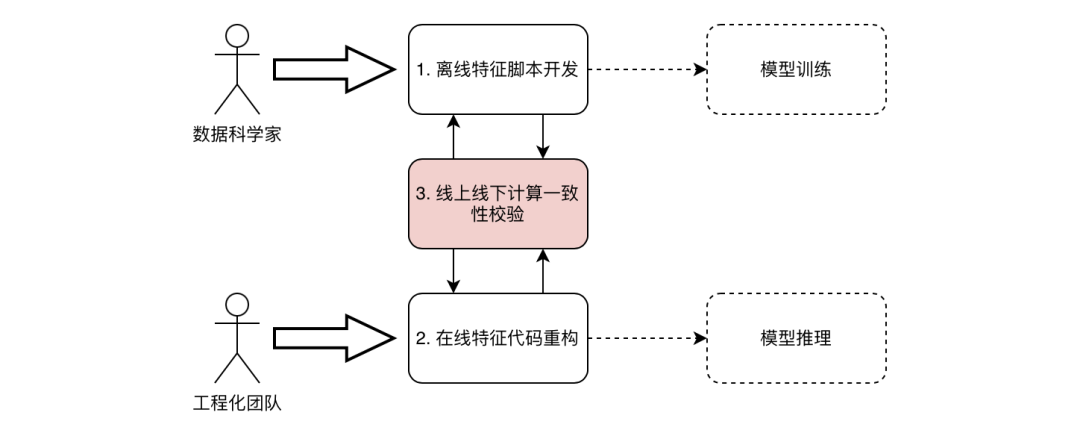 1. 离线特征脚本开发
模型训练
数据科学家
3. 线上线下计算一致
性校验
2. 在线特征代码重构
模型推理
工程化团队